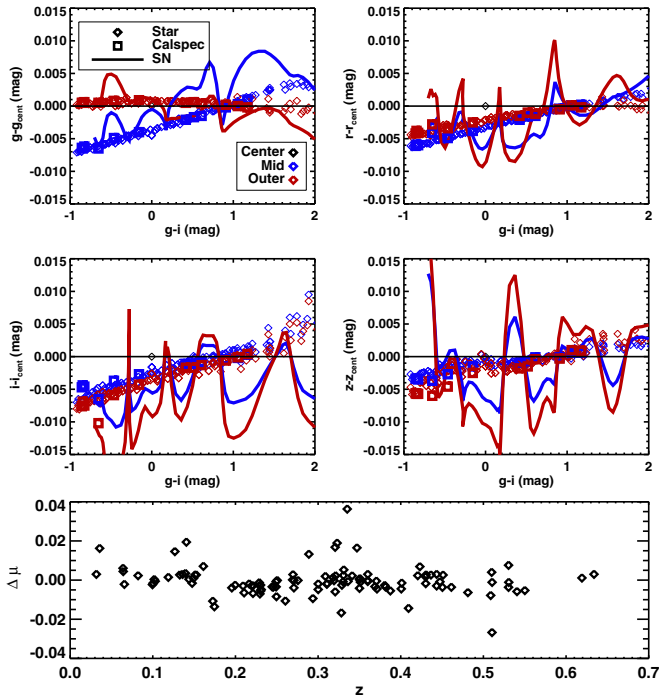 Star
Calspec
SN
Center
Mid
Outer
g-g_cent (mag)
0.015
0.010
0.005
0.000
-0.005
-0.010
-0.015
-1 0 1 2
g-i (mag)
r-r_cent (mag)
0.015
0.010
0.005
0.000
-0.005
-0.010
-0.015
-1 0 1 2
g-i (mag)
i-i_cent (mag)
0.015
0.010
0.005
0.000
-0.005
-0.010
-0.015
-1 0 1 2
g-i (mag)
z-z_cent (mag)
0.015
0.010
0.005
0.000
-0.005
-0.010
-0.015
-1 0 1 2
g-i (mag)
Δ μ
0.04
0.02
0.00
-0.02
-0.04
0.0 0.1 0.2 0.3 0.4 0.5 0.6 0.7
z